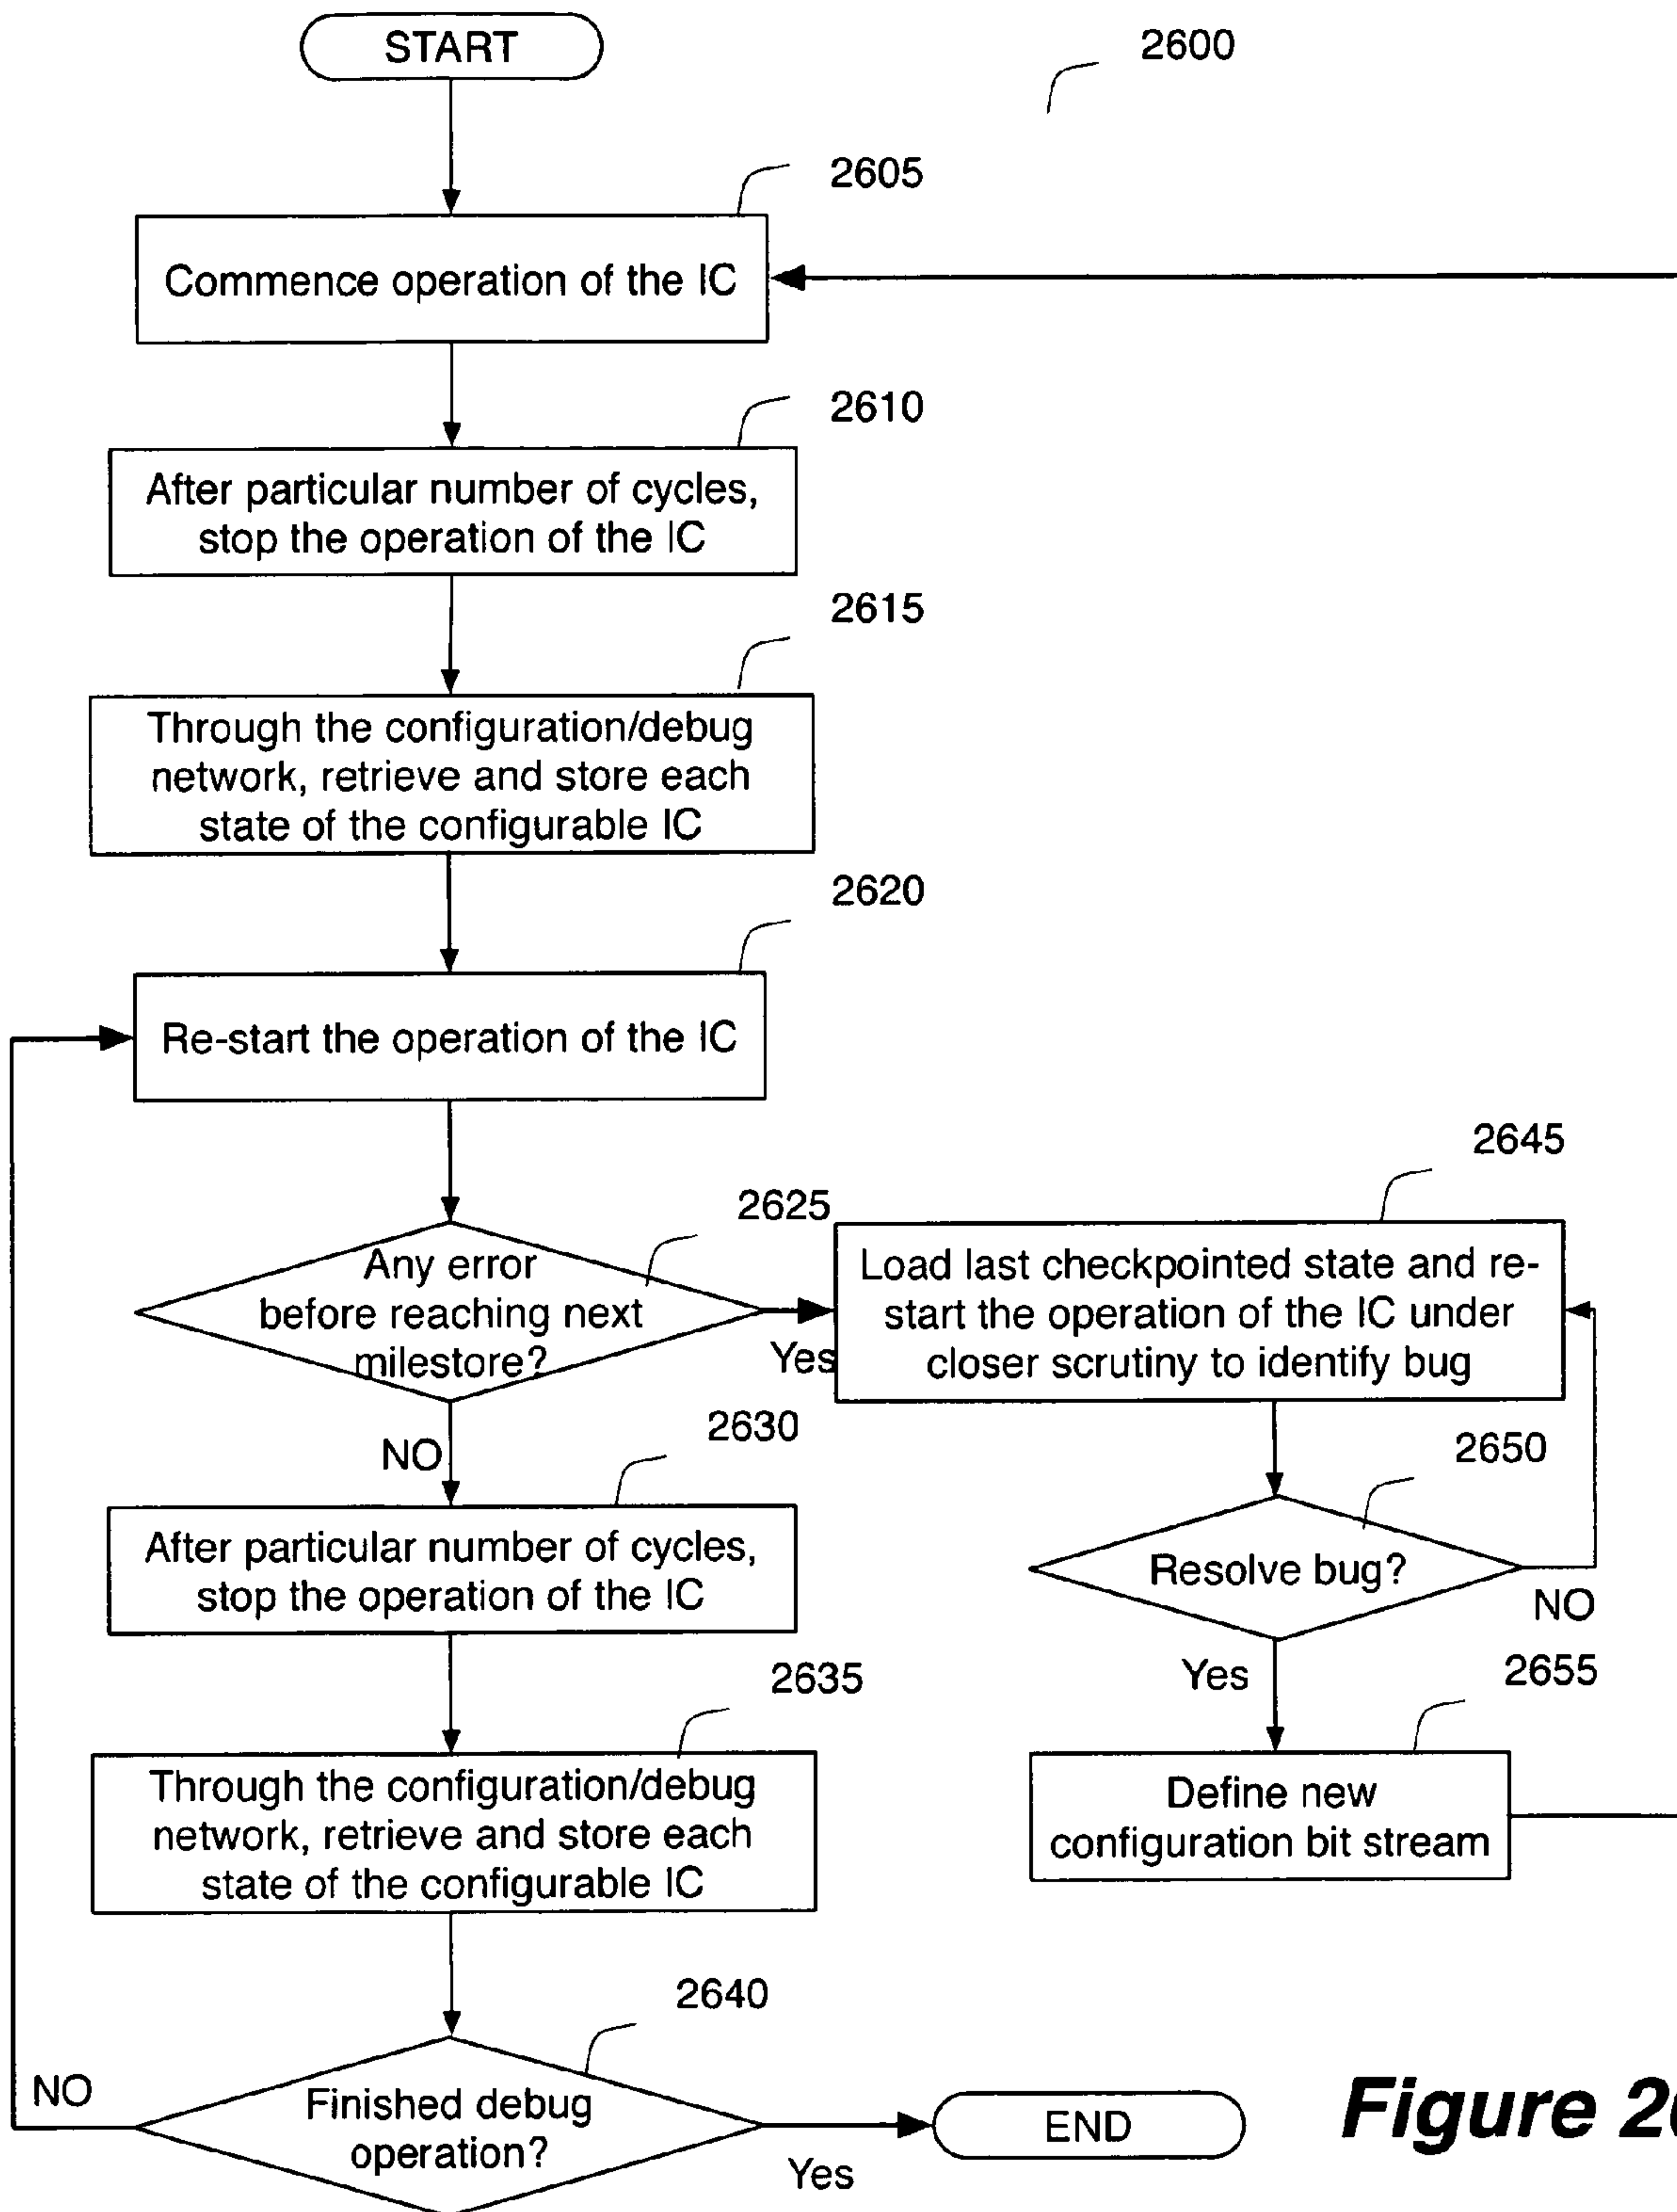 START
2600
2605
Commence operation of the IC
2610
After particular number of cycles,
stop the operation of the IC
2615
Through the configuration/debug
network, retrieve and store each
state of the configurable IC
2620
Re-start the operation of the IC
2625
Any error
before reaching next
milestore?
Yes
NO
2645
Load last checkpointed state and re-
start the operation of the IC under
closer scrutiny to identify bug
2650
Resolve bug?
NO
Yes
2655
Define new
configuration bit stream
2630
After particular number of cycles,
stop the operation of the IC
2635
Through the configuration/debug
network, retrieve and store each
state of the configurable IC
2640
NO
Finished debug
operation?
Yes
END
Figure